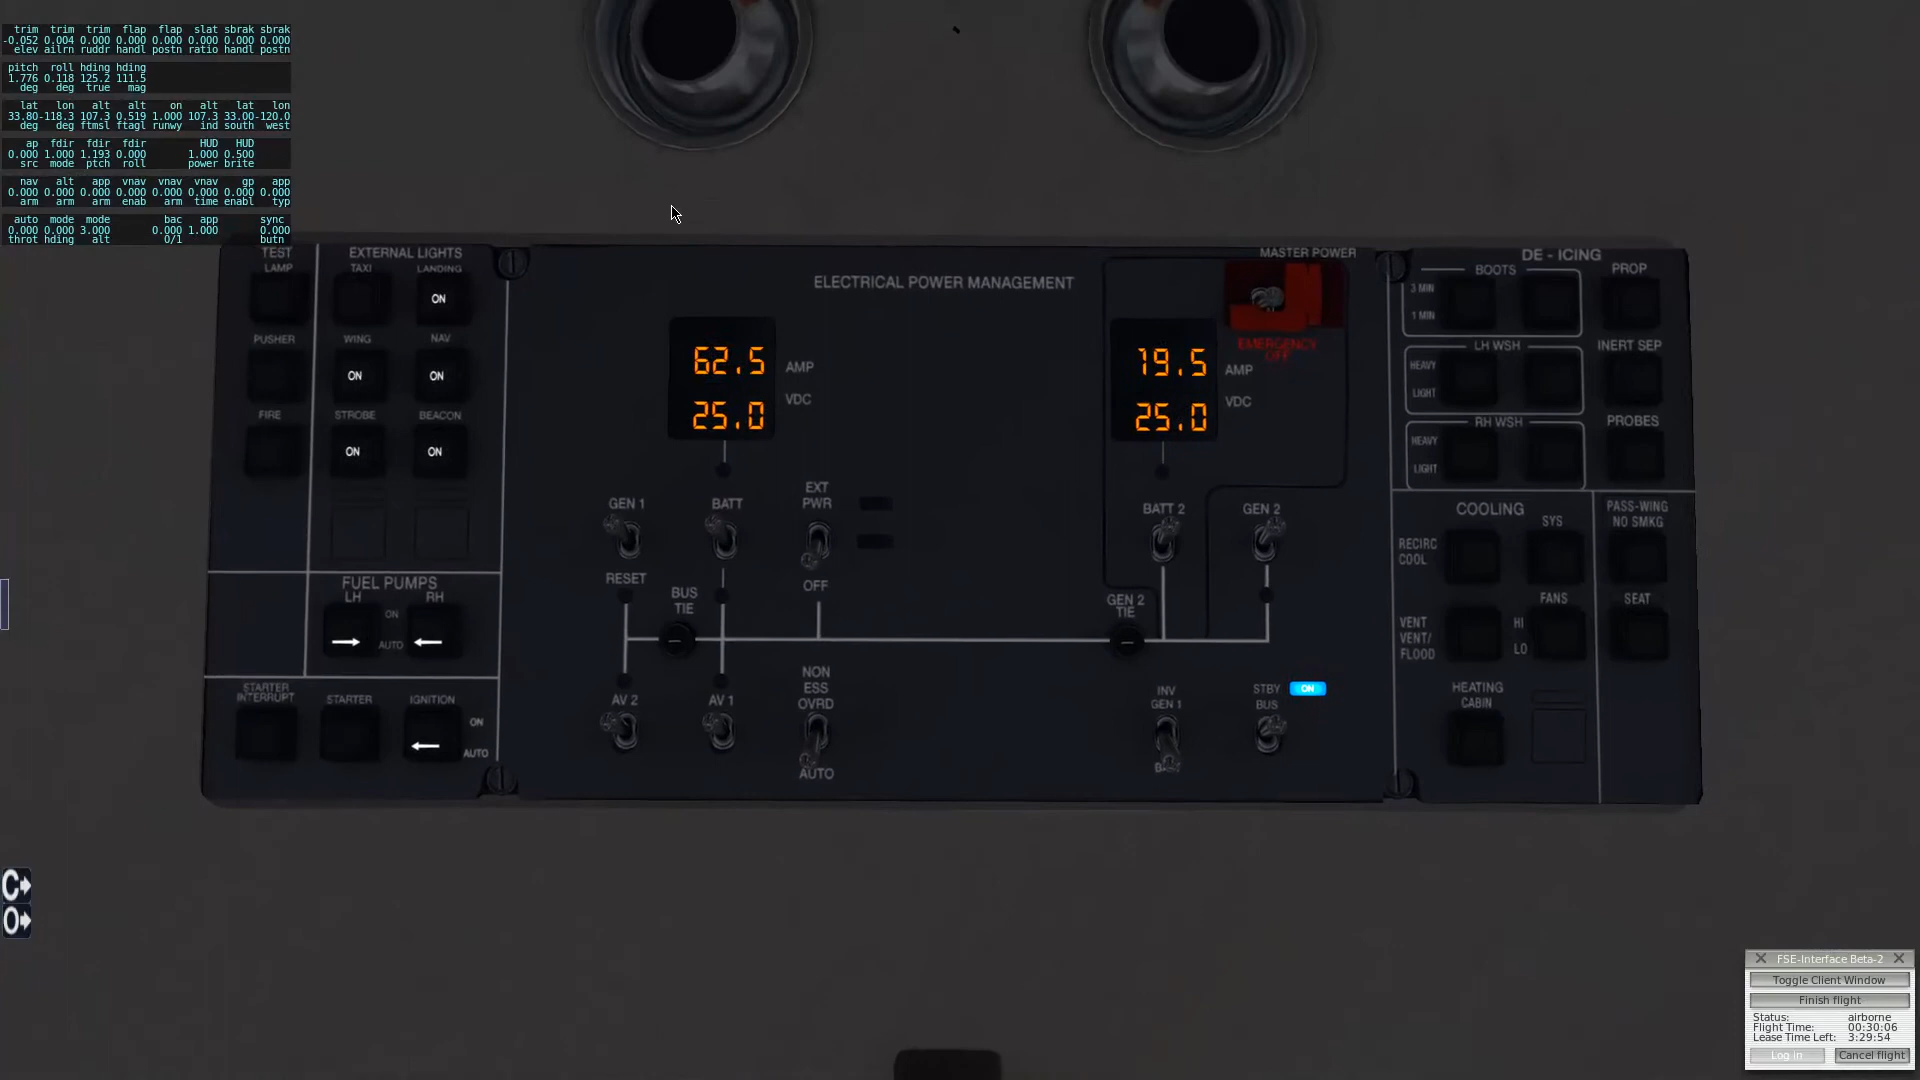 trim trim trim flap flap slat sbrak sbrak
-0.052 0.004 0.000 0.000 0.000 0.000 0.000 0.000
elev ailrn ruddr handl postn ratio handl postn
pitch roll hding hding
1.776 0.118 125.2 111.5
deg deg true mag
lat lon alt alt on alt lat lon
33.80-118.3 107.3 0.519 1.000 107.3 33.00-120.0
deg deg ftmsl ftagl runwy ind south west
ap fdir fdir fdir HUD HUD
0.000 1.000 1.193 0.000 1.000 0.500
src mode ptch roll power brite
nav alt app vnav vnav vnav gp app
0.000 0.000 0.000 0.000 0.000 0.000 0.000 0.000
arm arm arm enab arm time enabl typ
auto mode mode bac app sync
0.000 0.000 3.000 0.000 1.000 0.000
throt hding alt 0/1 butn
TEST
LAMP
PUSHER
FIRE
EXTERNAL LIGHTS
TAXI LANDING
ON
WING NAV
ON ON
STROBE BEACON
ON ON
FUEL PUMPS
LH RH
ON
→ AUTO ←
STARTER
INTERRUPT
STARTER
IGNITION
ON
← AUTO
ELECTRICAL POWER MANAGEMENT
62.5 AMP
25.0 VDC
MASTER POWER
EMERGENCY
OFF
19.5 AMP
25.0 VDC
GEN 1
BATT
EXT
PWR
BATT 2
GEN 2
RESET
OFF
BUS
TIE
GEN 2
TIE
AV 2
AV 1
NON
ESS
OVRD
AUTO
INV
GEN 1
STBY ON
BUS
DE - ICING
BOOTS
3 MIN
1 MIN
PROP
LH WSH
HEAVY
LIGHT
INERT SEP
RH WSH
HEAVY
LIGHT
PROBES
COOLING
SYS
RECIRC
COOL
FANS
VENT
VENT/
FLOOD
HI
LO
HEATING
CABIN
PASS-WING
NO SMKG
SEAT
C→
O→
FSE-Interface Beta-2
Toggle Client Window
Finish flight
Status: airborne
Flight Time: 00:30:06
Lease Time Left: 3:29:54
Log in Cancel flight